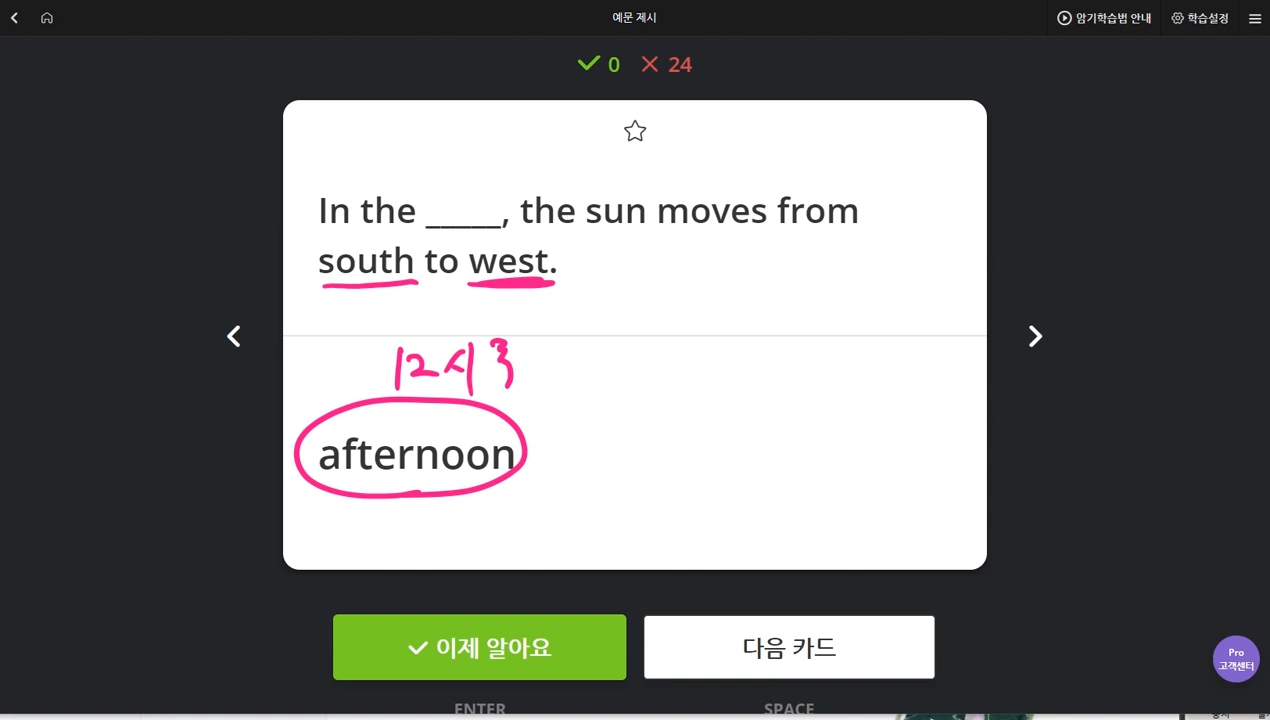 예문 제시
암기학습법 안내
학습설정
0 24
In the _____, the sun moves from
south to west.
12시
afternoon
이제 알아요
다음 카드
Pro
고객센터
ENTER
SPACE